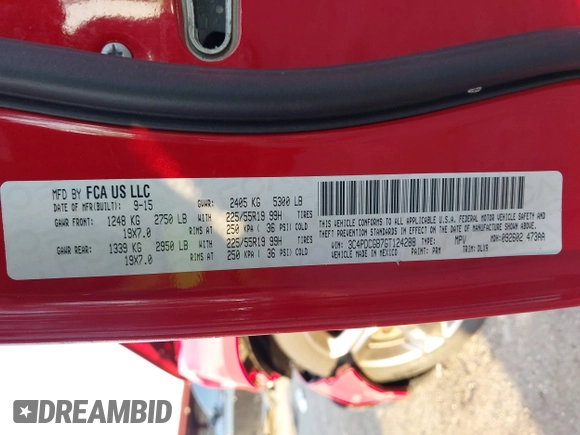 MFD BY FCA US LLC
DATE OF MFR(BUILT): 9-15 GVWR: 2405 KG 5300 LB
GAWR FRONT: 1248 KG 2750 LB WITH 225/55R19 99H TIRES
19X7.0 RIMS AT 250 KPA ( 36 PSI) COLD
GAWR REAR: 1339 KG 2950 LB WITH 225/55R19 99H TIRES
19X7.0 RIMS AT 250 KPA ( 36 PSI) COLD
THIS VEHICLE CONFORMS TO ALL APPLICABLE U.S.A. FEDERAL MOTOR VEHICLE SAFETY AND
THEFT PREVENTION STANDARDS IN EFFECT ON THE DATE OF MANUFACTURE SHOWN ABOVE.
VIN: 3C4PDCGB7GT124288 TYPE: MPV MDH: 092602 473AA
VEHICLE MADE IN MEXICO PAINT: PRM TRIM: DLX9
DREAMBID